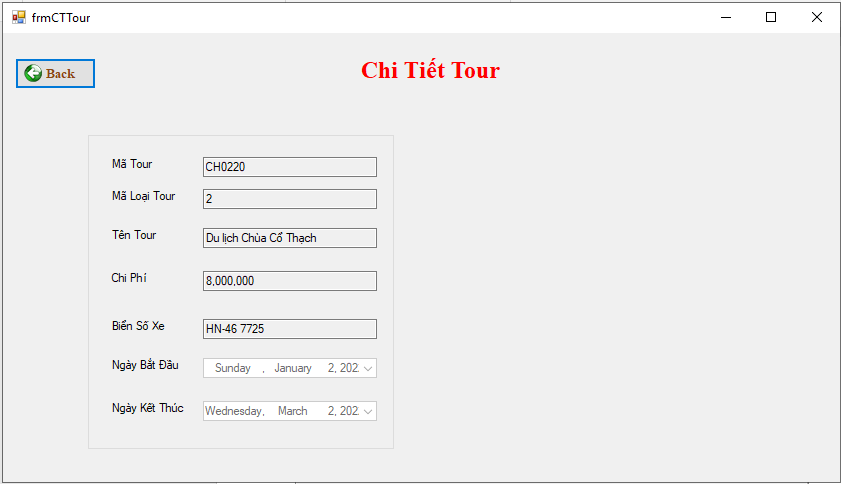 frmCTTour
Back
Chi Tiết Tour
Mã Tour CH0220
Mã Loại Tour 2
Tên Tour Du lịch Chùa Cổ Thạch
Chi Phí 8,000,000
Biển Số Xe HN-46 7725
Ngày Bắt Đầu Sunday , January 2, 202
Ngày Kết Thúc Wednesday, March 2, 202